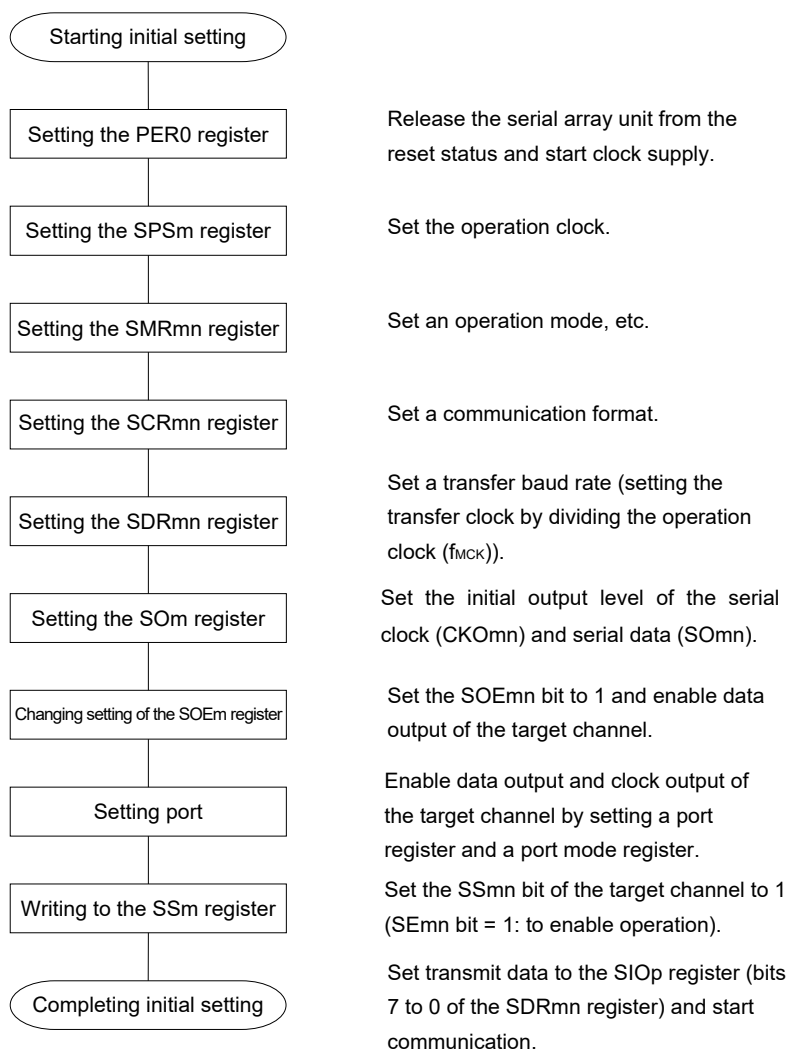 Starting initial setting
Setting the PER0 register
Release the serial array unit from the
reset status and start clock supply.
Setting the SPSm register
Set the operation clock.
Setting the SMRmn register
Set an operation mode, etc.
Setting the SCRmn register
Set a communication format.
Setting the SDRmn register
Set a transfer baud rate (setting the
transfer clock by dividing the operation
clock (fMCK)).
Setting the SOm register
Set the initial output level of the serial
clock (CKOmn) and serial data (SOmn).
Changing setting of the SOEm register
Set the SOEmn bit to 1 and enable data
output of the target channel.
Setting port
Enable data output and clock output of
the target channel by setting a port
register and a port mode register.
Writing to the SSm register
Set the SSmn bit of the target channel to 1
(SEmn bit = 1: to enable operation).
Completing initial setting
Set transmit data to the SIOp register (bits
7 to 0 of the SDRmn register) and start
communication.